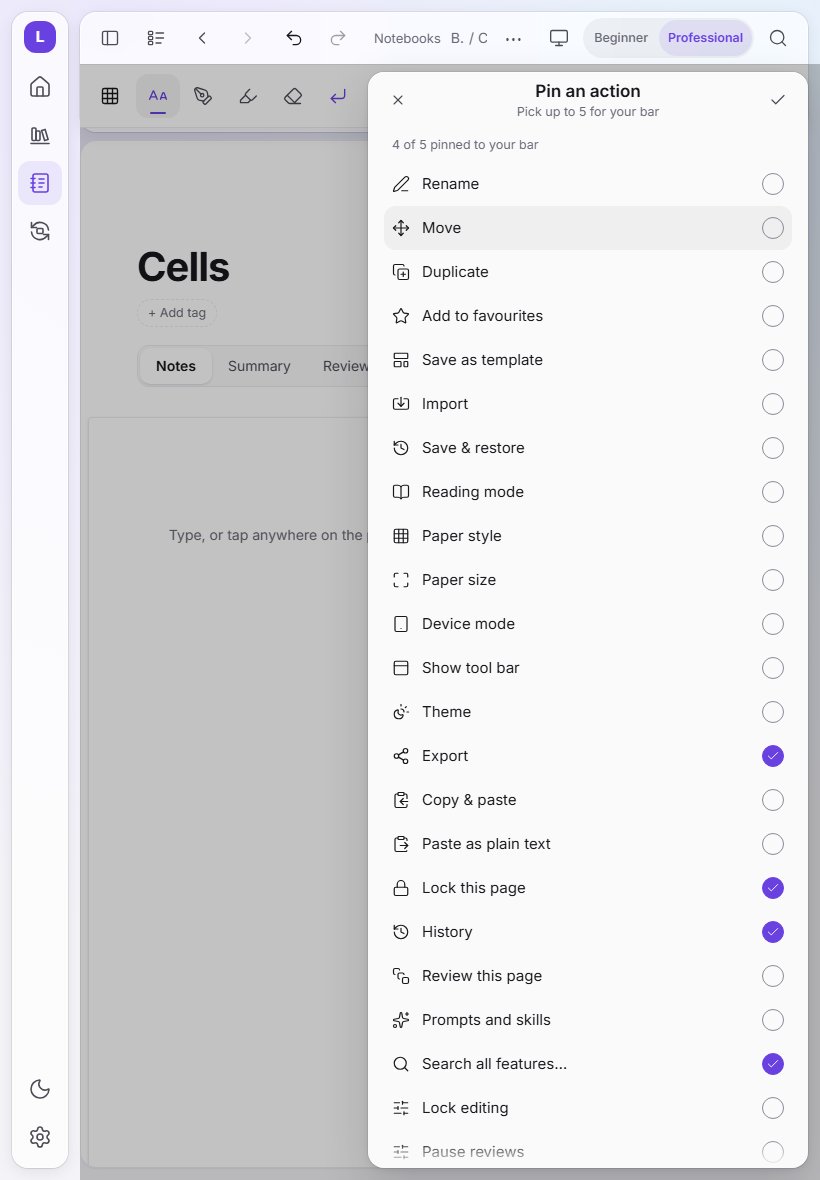 L
Notebooks B. / C
Beginner
Professional
AA
Cells
+ Add tag
Notes
Summary
Review
Type, or tap anywhere on the
Pin an action
Pick up to 5 for your bar
4 of 5 pinned to your bar
Rename
Move
Duplicate
Add to favourites
Save as template
Import
Save & restore
Reading mode
Paper style
Paper size
Device mode
Show tool bar
Theme
Export
Copy & paste
Paste as plain text
Lock this page
History
Review this page
Prompts and skills
Search all features...
Lock editing
Pause reviews